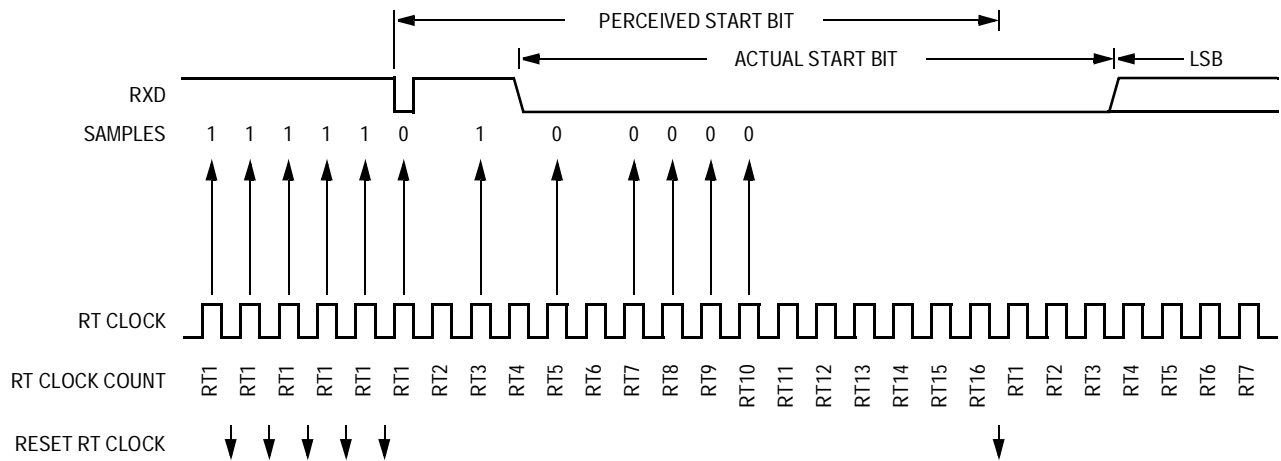 PERCEIVED START BIT
ACTUAL START BIT
LSB
RXD
SAMPLES 1 1 1 1 1 0 1 0 0 0 0 0
RT CLOCK
RT CLOCK COUNT RT1 RT1 RT1 RT1 RT1 RT1 RT2 RT3 RT4 RT5 RT6 RT7 RT8 RT9 RT10 RT11 RT12 RT13 RT14 RT15 RT16 RT1 RT2 RT3 RT4 RT5 RT6 RT7
RESET RT CLOCK